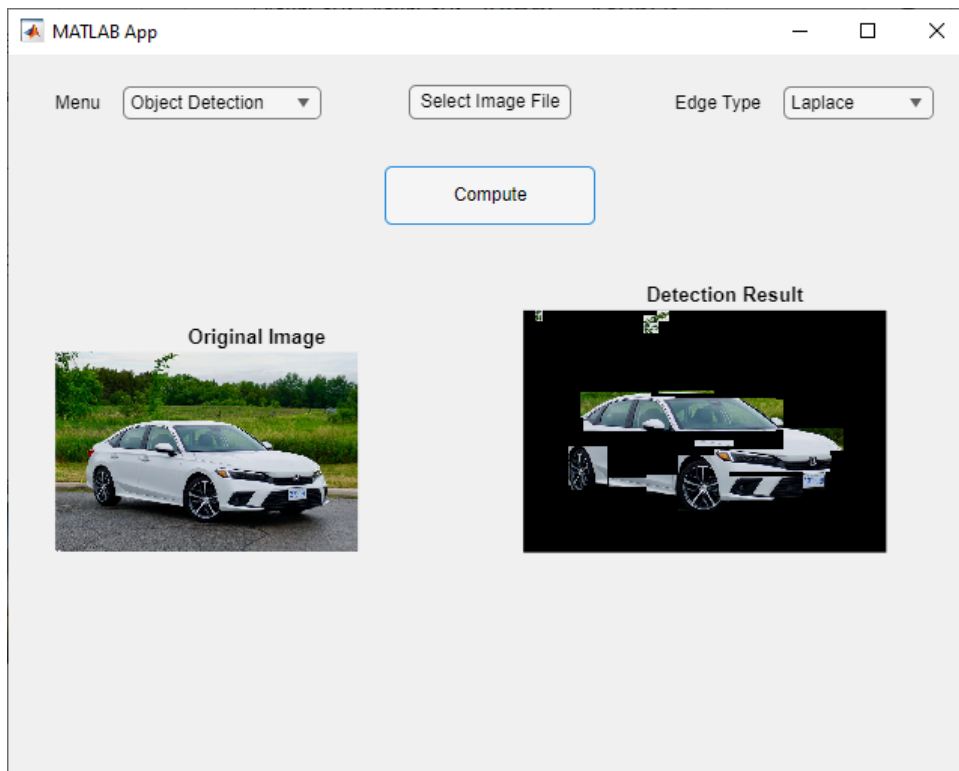 MATLAB App
Menu Object Detection Select Image File Edge Type Laplace
Compute
Detection Result
Original Image